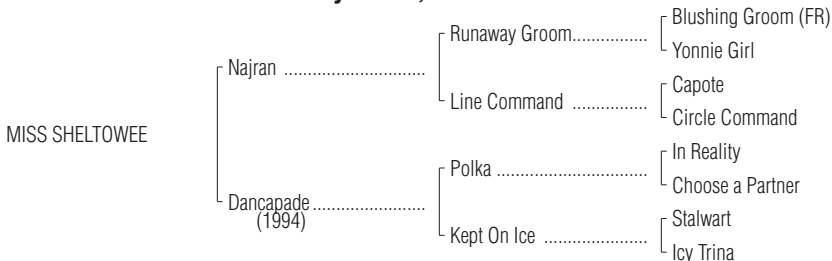 Blushing Groom (FR)
Runaway Groom................
Yonnie Girl
Najran .............................
Capote
Line Command ................
Circle Command
MISS SHELTOWEE
In Reality
Polka ................................
Choose a Partner
Dancapade.......................
(1994)
Stalwart
Kept On Ice ......................
Icy Trina